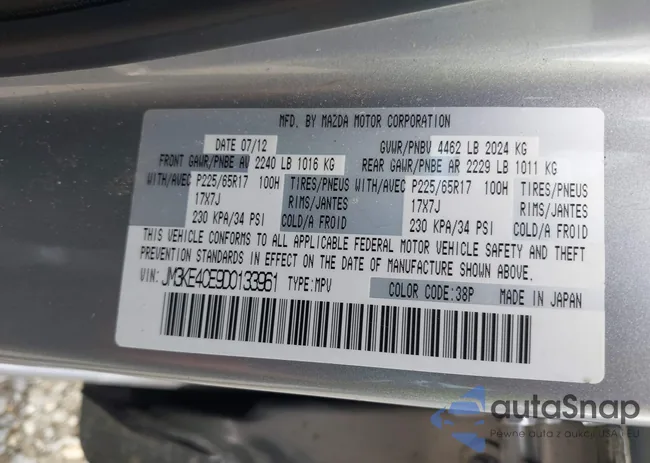 MFD. BY MAZDA MOTOR CORPORATION
DATE 07/12 GVWR/PNBV 4462 LB 2024 KG
FRONT GAWR/PNBE AV 2240 LB 1016 KG REAR GAWR/PNBE AR 2229 LB 1011 KG
WITH/AVEC P225/65R17 100H TIRES/PNEUS WITH/AVEC P225/65R17 100H TIRES/PNEUS
17X7J RIMS/JANTES 17X7J RIMS/JANTES
230 KPA/34 PSI COLD/A FROID 230 KPA/34 PSI COLD/A FROID
THIS VEHICLE CONFORMS TO ALL APPLICABLE FEDERAL MOTOR VEHICLE SAFETY AND THEFT
PREVENTION STANDARDS IN EFFECT ON THE DATE OF MANUFACTURE SHOWN ABOVE.
VIN: JM3KE4CE9D0133961 TYPE: MPV COLOR CODE: 38P MADE IN JAPAN
autaSnap
Pewne auta z aukcji USA i EU